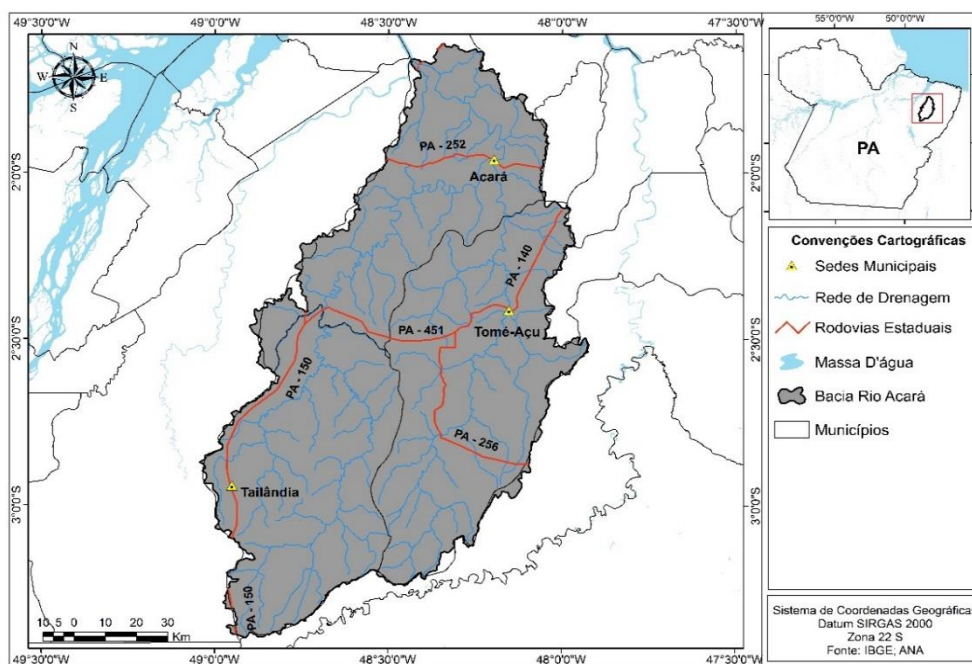 49°30'0"W
49°0'0"W
48°30'0"W
48°0'0"W
47°30'0"W
N
W
E
S
2°0'0"S
2°30'0"S
3°0'0"S
PA - 252
Acará
PA - 140
PA - 451
Tomé-Açu
PA - 150
PA - 256
Tailândia
PA - 150
10 5 0 10 20 30
Km
2°0'0"S
2°30'0"S
3°0'0"S
49°30'0"W
49°0'0"W
48°30'0"W
48°0'0"W
47°30'0"W
55°0'0"W
50°0'0"W
PA
Convenções Cartográficas
Sedes Municipais
Rede de Drenagem
Rodovias Estaduais
Massa D'água
Bacia Rio Acará
Municípios
Sistema de Coordenadas Geográficas
Datum SIRGAS 2000
Zona 22 S
Fonte: IBGE; ANA